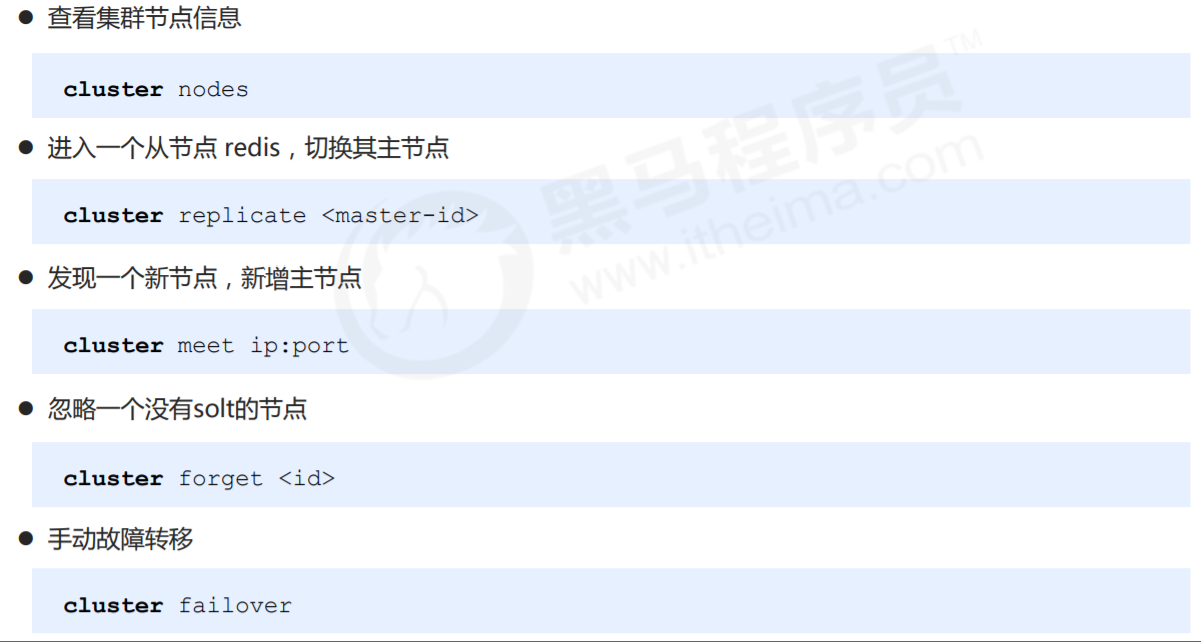 ● 查看集群节点信息
cluster nodes
● 进入一个从节点 redis，切换其主节点
cluster replicate <master-id>
● 发现一个新节点，新增主节点
cluster meet ip:port
● 忽略一个没有solt的节点
cluster forget <id>
● 手动故障转移
cluster failover
黑马程序员™
www.itheima.com